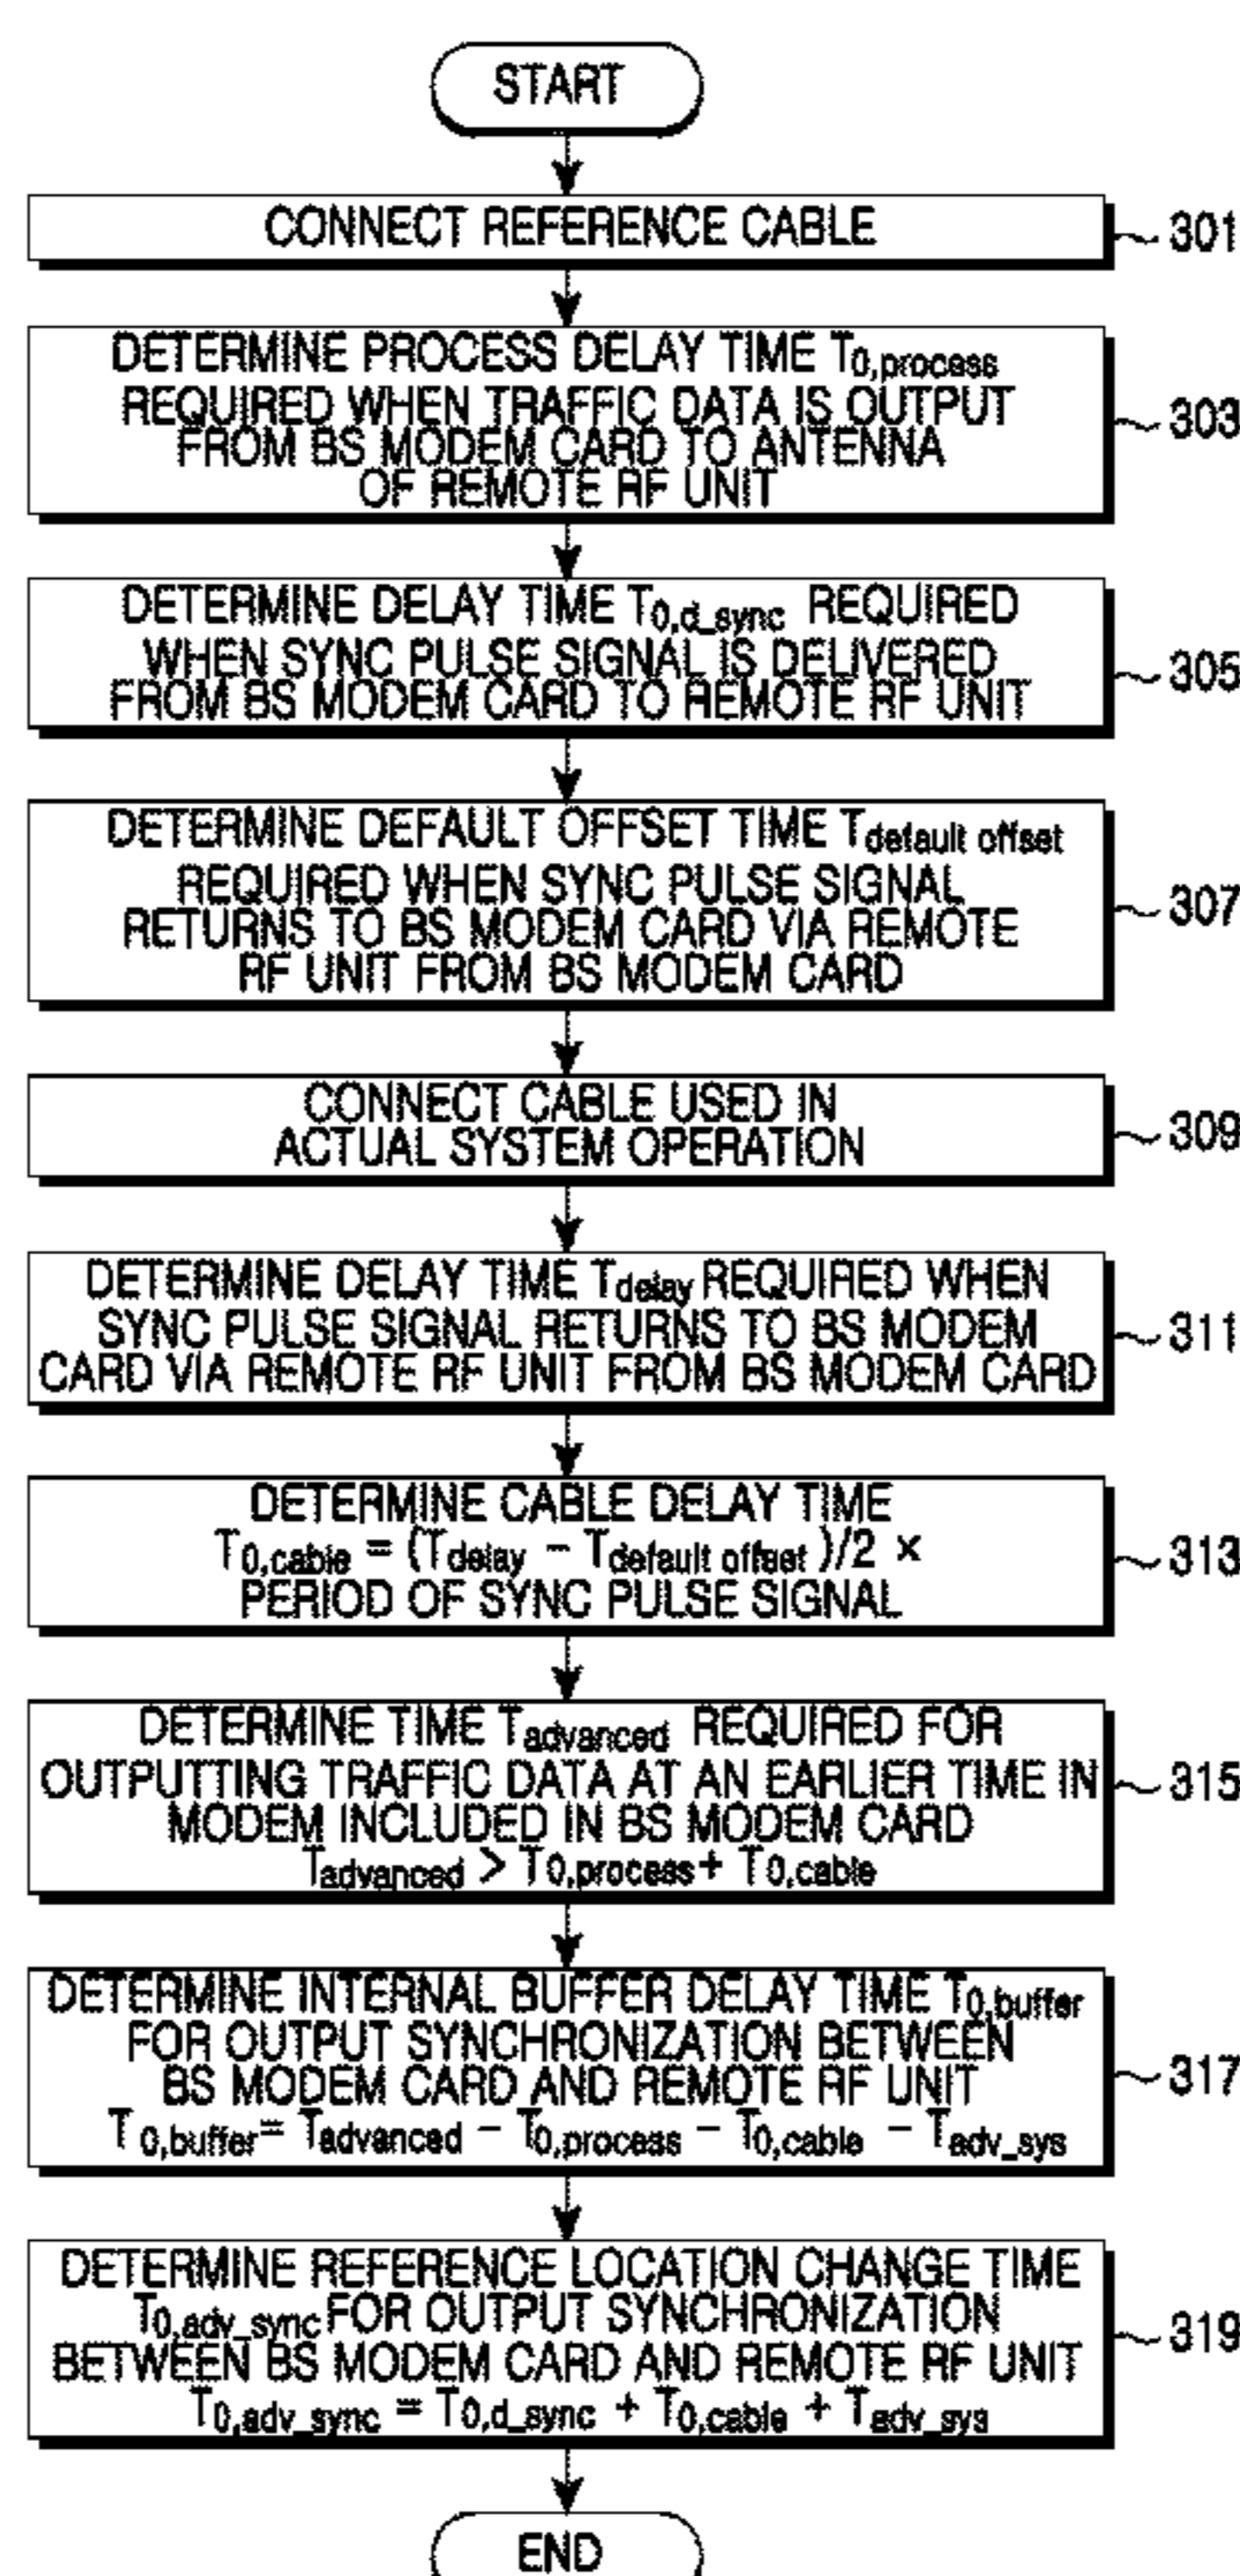 START
CONNECT REFERENCE CABLE
301
DETERMINE PROCESS DELAY TIME T0,process
REQUIRED WHEN TRAFFIC DATA IS OUTPUT
FROM BS MODEM CARD TO ANTENNA
OF REMOTE RF UNIT
303
DETERMINE DELAY TIME T0,d_sync REQUIRED
WHEN SYNC PULSE SIGNAL IS DELIVERED
FROM BS MODEM CARD TO REMOTE RF UNIT
305
DETERMINE DEFAULT OFFSET TIME Tdefault offset
REQUIRED WHEN SYNC PULSE SIGNAL
RETURNS TO BS MODEM CARD VIA REMOTE
RF UNIT FROM BS MODEM CARD
307
CONNECT CABLE USED IN
ACTUAL SYSTEM OPERATION
309
DETERMINE DELAY TIME Tdelay REQUIRED WHEN
SYNC PULSE SIGNAL RETURNS TO BS MODEM
CARD VIA REMOTE RF UNIT FROM BS MODEM CARD
311
DETERMINE CABLE DELAY TIME
T0,cable = (Tdelay – Tdefault offset )/2 ×
PERIOD OF SYNC PULSE SIGNAL
313
DETERMINE TIME Tadvanced REQUIRED FOR
OUTPUTTING TRAFFIC DATA AT AN EARLIER TIME IN
MODEM INCLUDED IN BS MODEM CARD
Tadvanced > T0,process+ T0,cable
315
DETERMINE INTERNAL BUFFER DELAY TIME T0,buffer
FOR OUTPUT SYNCHRONIZATION BETWEEN
BS MODEM CARD AND REMOTE RF UNIT
T0,buffer= Tadvanced – T0,process – T0,cable – Tadv_sys
317
DETERMINE REFERENCE LOCATION CHANGE TIME
T0,adv_sync FOR OUTPUT SYNCHRONIZATION
BETWEEN BS MODEM CARD AND REMOTE RF UNIT
T0,adv_sync = T0,d_sync + T0,cable + Tadv_sys
319
END